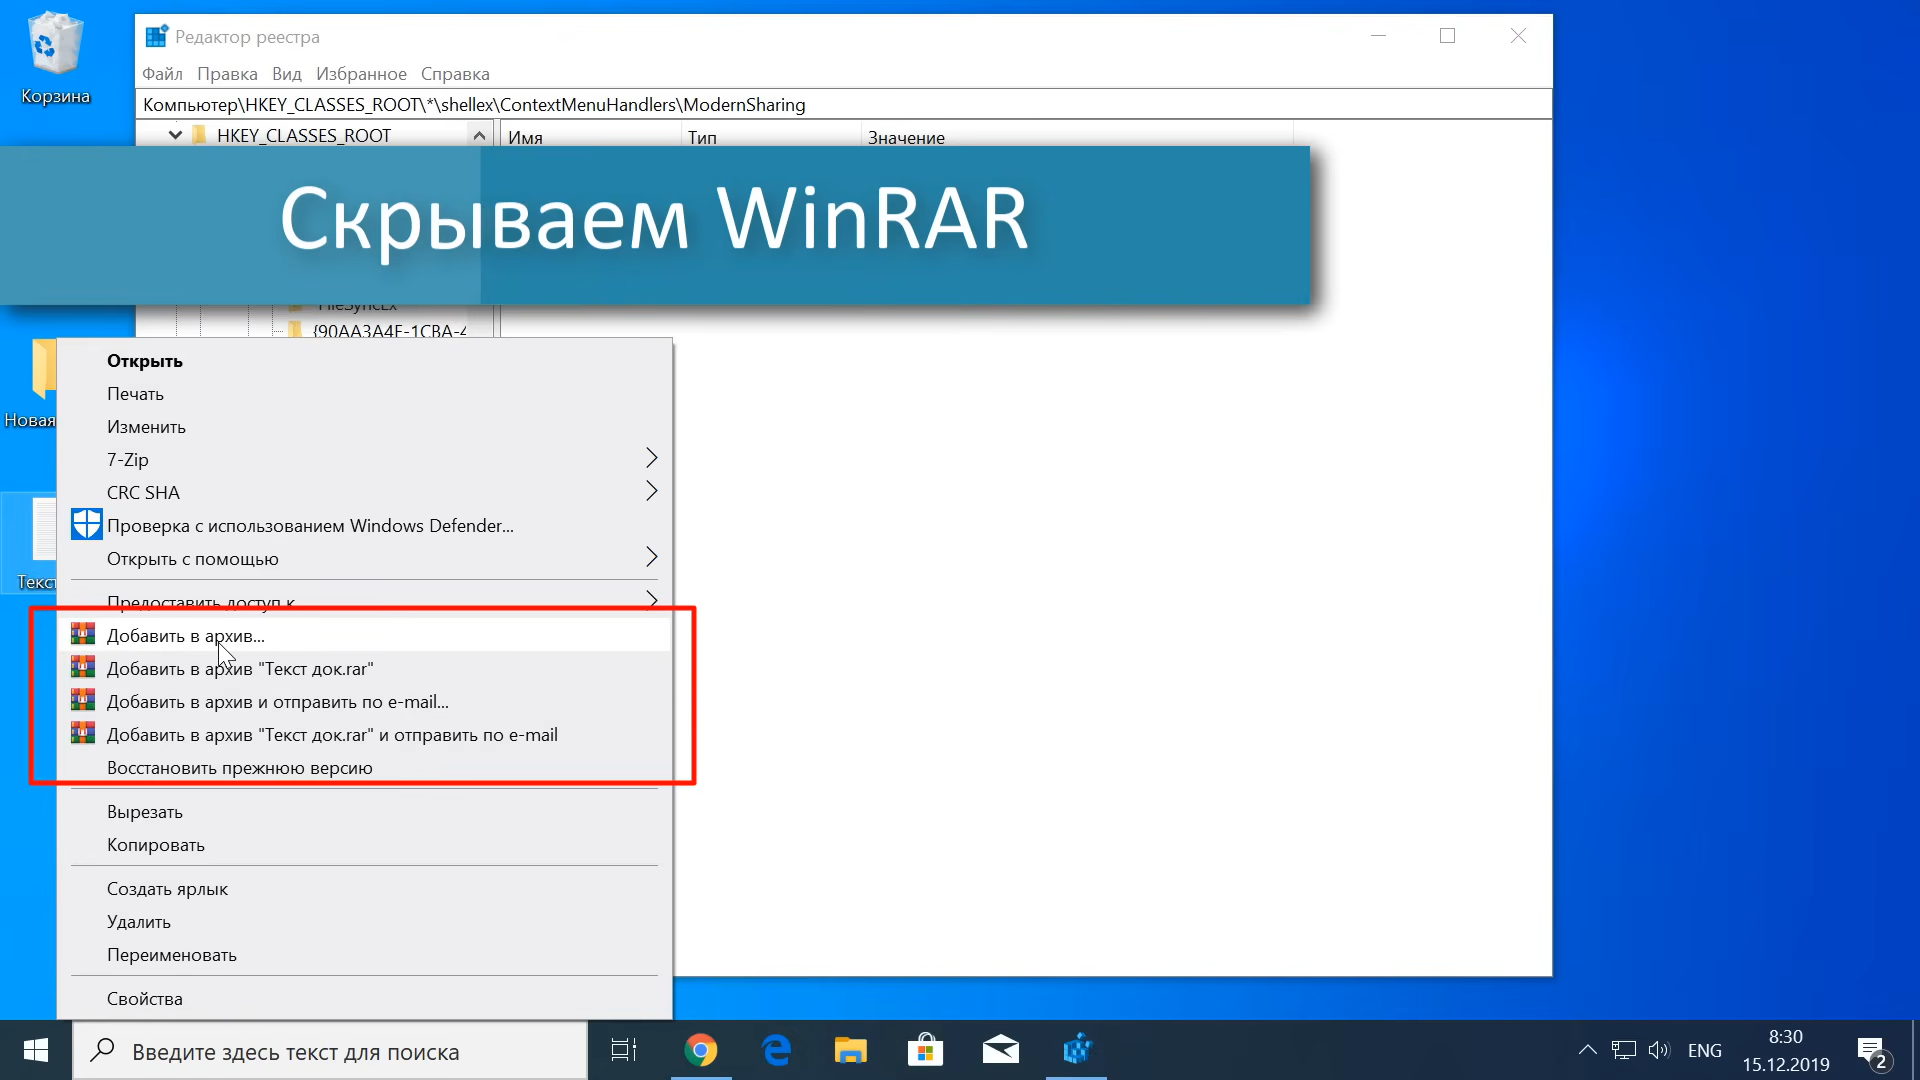 Корзина
Редактор реестра
Файл Правка Вид Избранное Справка
Компьютер\HKEY_CLASSES_ROOT\*\shellex\ContextMenuHandlers\ModernSharing
HKEY_CLASSES_ROOT
Имя Тип Значение
Скрываем WinRAR
FileSyncEx
{90AA3A4E-1CBA-4
Новая
Текст
Открыть
Печать
Изменить
7-Zip
CRC SHA
Проверка с использованием Windows Defender...
Открыть с помощью
Предоставить доступ к
Добавить в архив...
Добавить в архив "Текст док.rar"
Добавить в архив и отправить по e-mail...
Добавить в архив "Текст док.rar" и отправить по e-mail
Восстановить прежнюю версию
Вырезать
Копировать
Создать ярлык
Удалить
Переименовать
Свойства
Введите здесь текст для поиска
ENG
8:30
15.12.2019
2